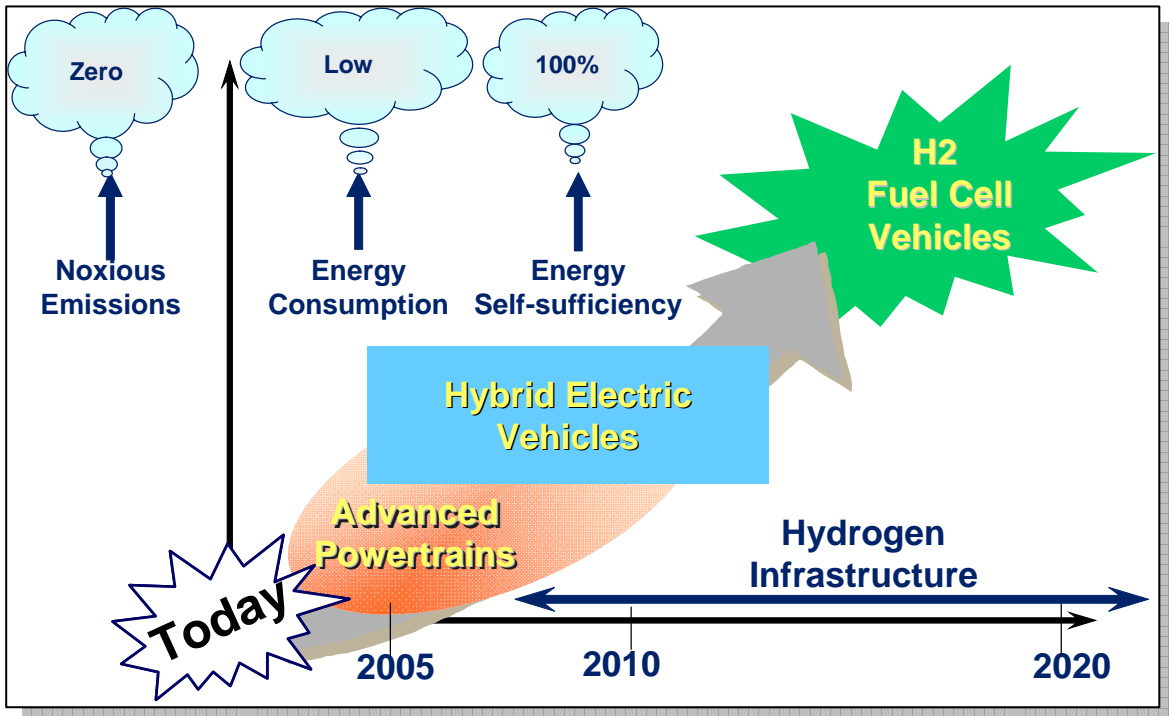 Zero
Low
100%
Noxious
Emissions
Energy
Consumption
Energy
Self-sufficiency
H2
Fuel Cell
Vehicles
Hybrid Electric
Vehicles
Advanced
Powertrains
Hydrogen
Infrastructure
Today
2005
2010
2020